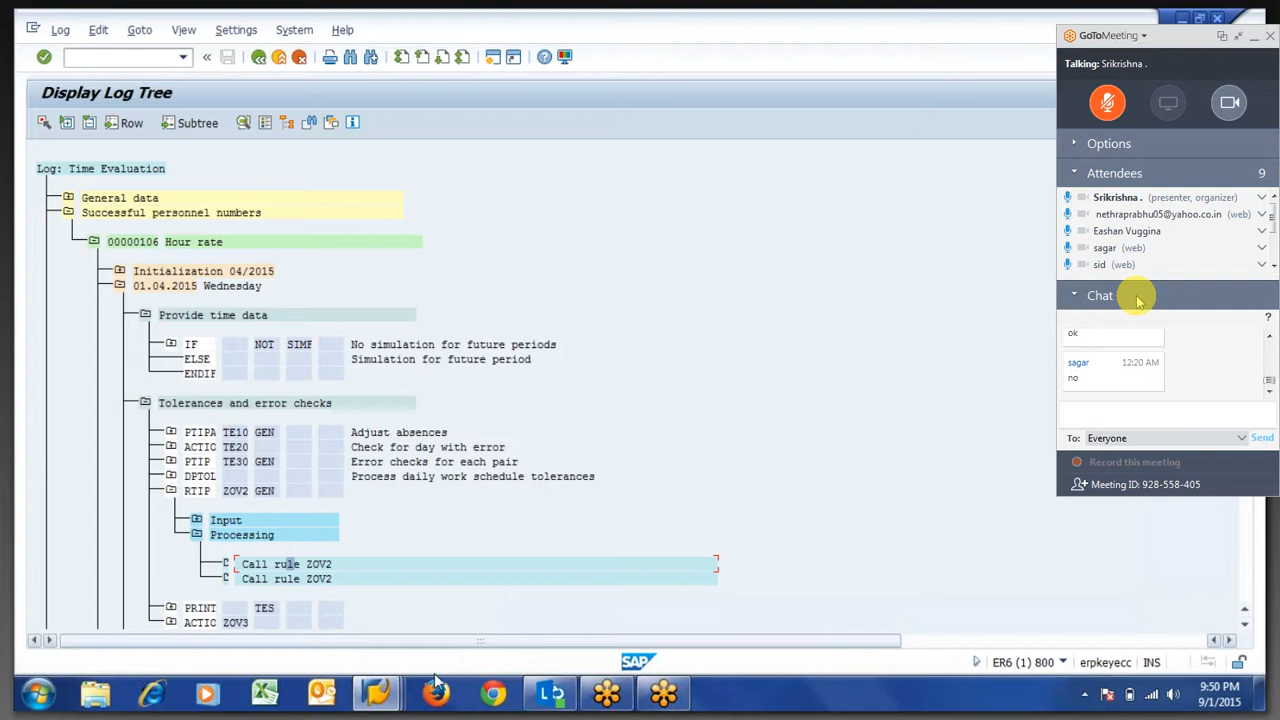 Log Edit Goto View Settings System Help
Display Log Tree
Row Subtree
Log: Time Evaluation
General data
Successful personnel numbers
00000106 Hour rate
Initialization 04/2015
01.04.2015 Wednesday
Provide time data
IF NOT SIMF No simulation for future periods
ELSE Simulation for future period
ENDIF
Tolerances and error checks
PTIPA TE10 GEN Adjust absences
ACTIO TE20 Check for day with error
PTIP TE30 GEN Error checks for each pair
DPTOL Process daily work schedule tolerances
RTIP ZOV2 GEN
Input
Processing
Call rule ZOV2
Call rule ZOV2
PRINT TES
ACTIO ZOV3
SAP
ER6 (1) 800 erpkeyecc INS
GoToMeeting
Talking: Srikrishna .
Options
Attendees 9
Srikrishna . (presenter, organizer)
nethraprabhu05@yahoo.co.in (web)
Eashan Vuggina
sagar (web)
sid (web)
Chat
?
ok
sagar 12:20 AM
no
To: Everyone Send
Record this meeting
Meeting ID: 928-558-405
9:50 PM
9/1/2015